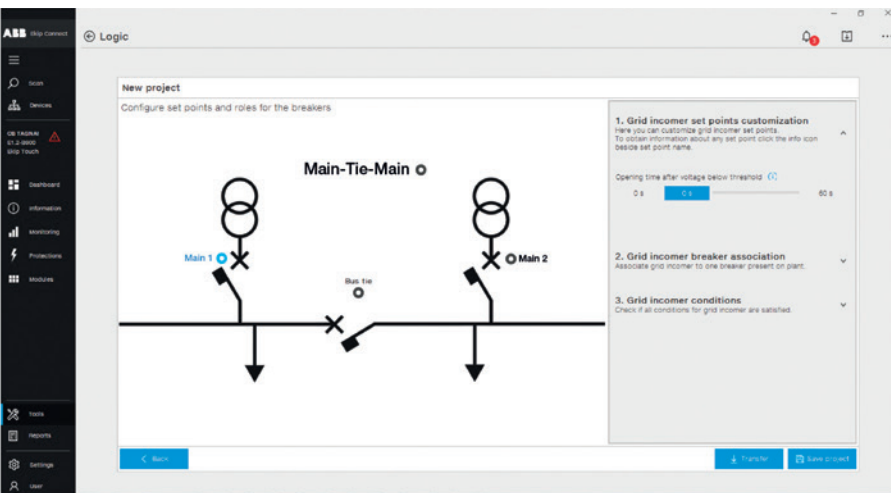 ABB Ekip Connect
Logic
1
Scan
Devices
CB TAGNAI
E1.2-0000
Ekip Touch
Dashboard
Information
Monitoring
Protections
Modules
Tools
Reports
Settings
User
New project
Configure set points and roles for the breakers
Main-Tie-Main
Main 1
Bus tie
Main 2
1. Grid incomer set points customization
Here you can customize grid incomer set points.
To obtain information about any set point click the info icon
beside set point name.
Opening time after voltage below threshold
0 s 0 s 60 s
2. Grid incomer breaker association
Associate grid incomer to one breaker present on plant.
3. Grid incomer conditions
Check if all conditions for grid incomer are satisfied.
Back
Transfer
Save project